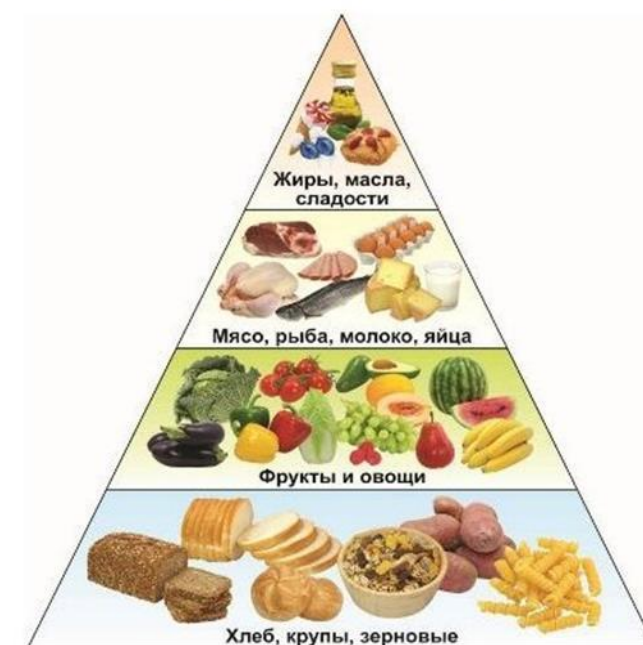 Жиры, масла,
сладости
Мясо, рыба, молоко, яйца
Фрукты и овощи
Хлеб, крупы, зерновые